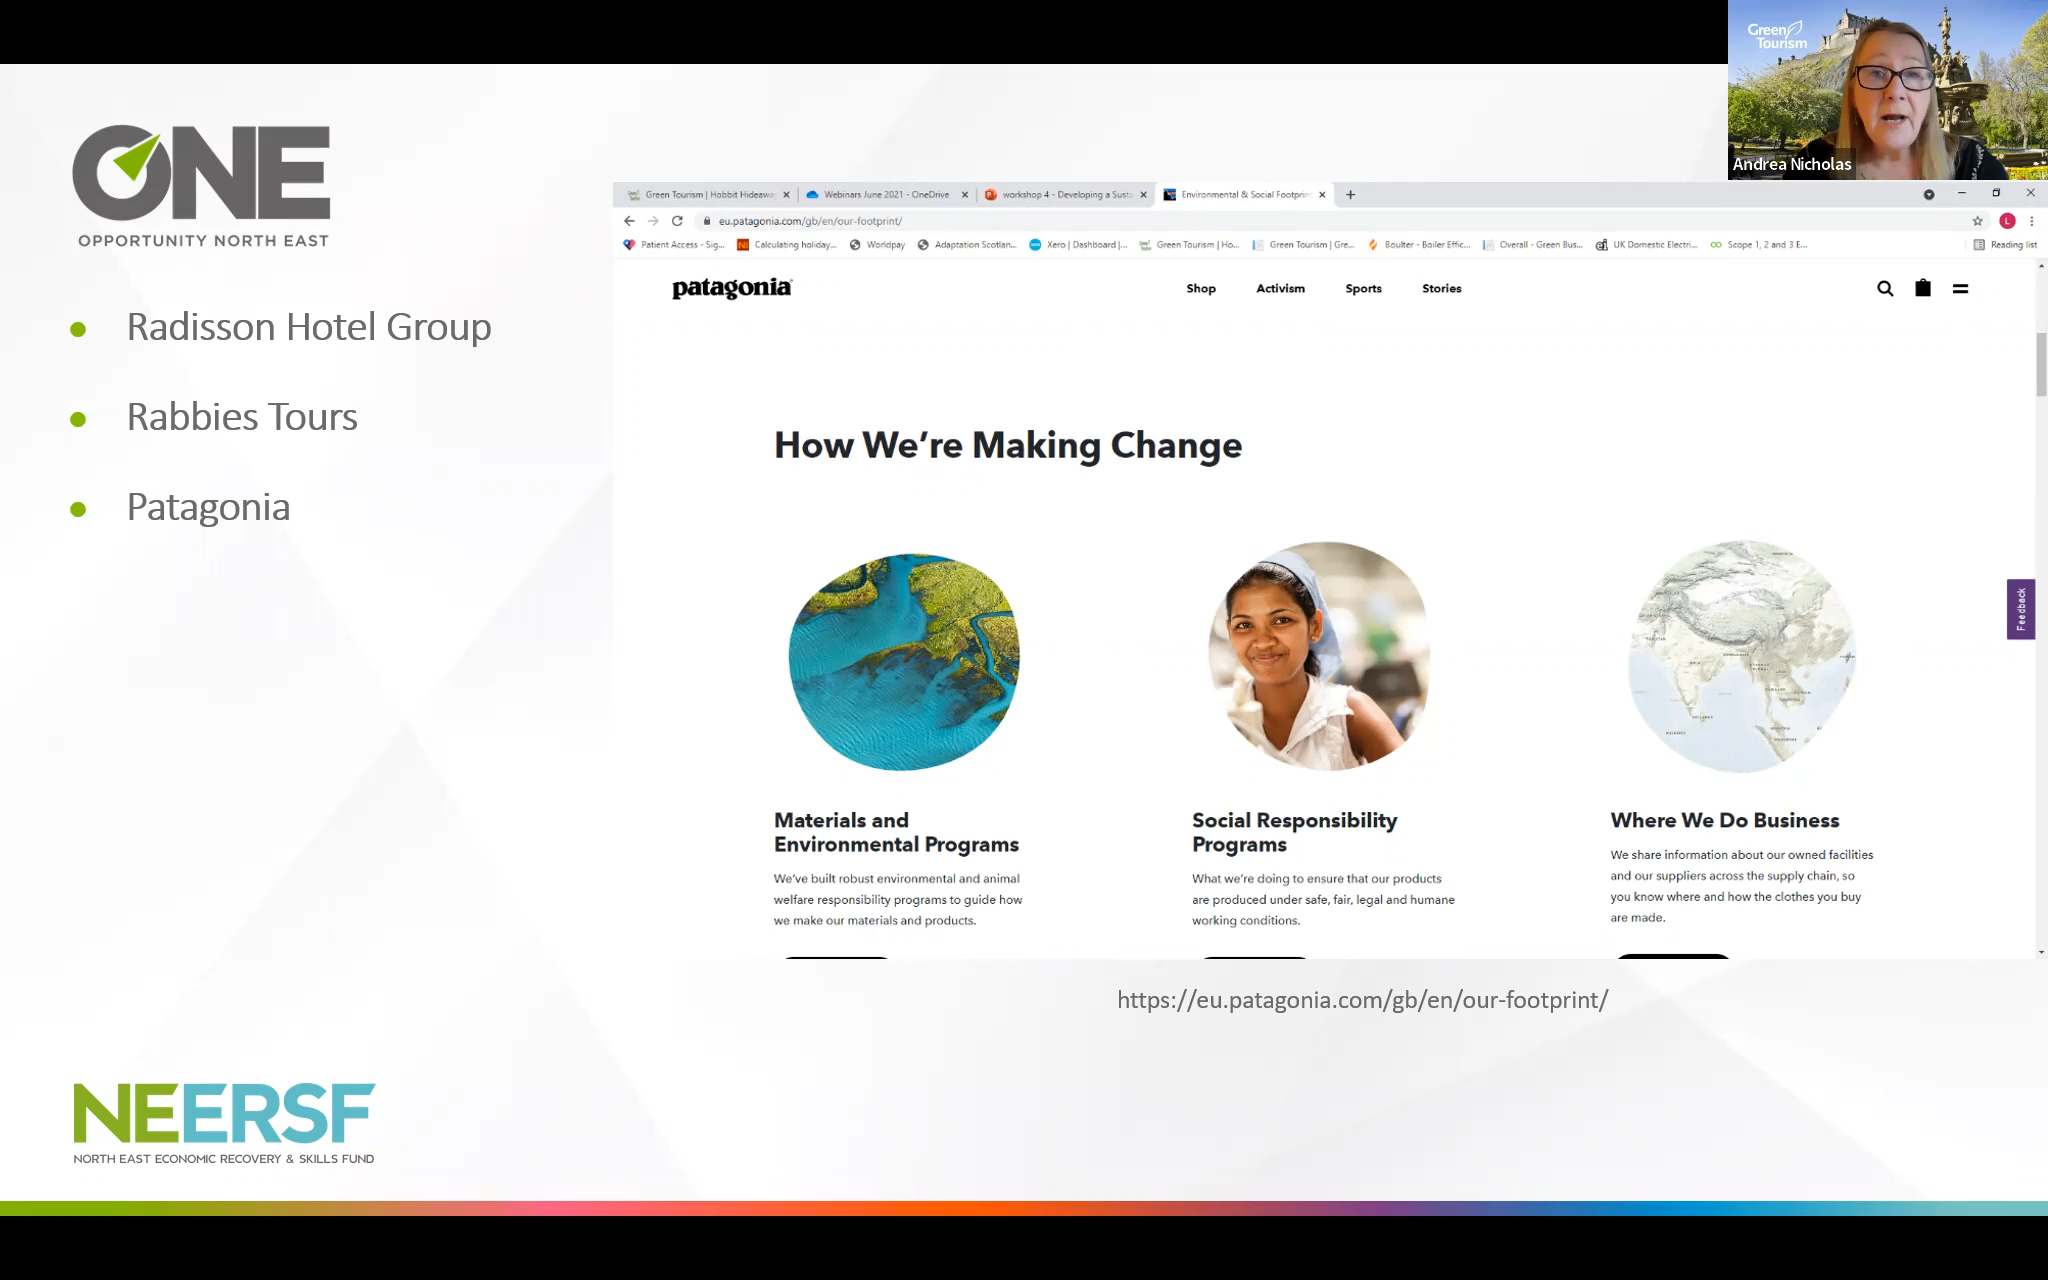 Green
Tourism
Andrea Nicholas
ONE
OPPORTUNITY NORTH EAST
Radisson Hotel Group
Rabbies Tours
Patagonia
Green Tourism | Hobbit Hideawa
Webinars June 2021 - OneDrive
workshop 4 - Developing a Susta
Environmental & Social Footprin
eu.patagonia.com/gb/en/our-footprint/
Patient Access - Sig...
Calculating holiday...
Worldpay
Adaptation Scotlan...
Xero | Dashboard |...
Green Tourism | Ho...
Green Tourism | Gre...
Boulter - Boiler Effic...
Overall - Green Bus...
UK Domestic Electri...
Scope 1, 2 and 3 E...
Reading list
L
patagonia
Shop
Activism
Sports
Stories
How We're Making Change
Materials and
Environmental Programs
We've built robust environmental and animal
welfare responsibility programs to guide how
we make our materials and products.
Social Responsibility
Programs
What we're doing to ensure that our products
are produced under safe, fair, legal and humane
working conditions.
Where We Do Business
We share information about our owned facilities
and our suppliers across the supply chain, so
you know where and how the clothes you buy
are made.
Feedback
https://eu.patagonia.com/gb/en/our-footprint/
NEERSF
NORTH EAST ECONOMIC RECOVERY & SKILLS FUND